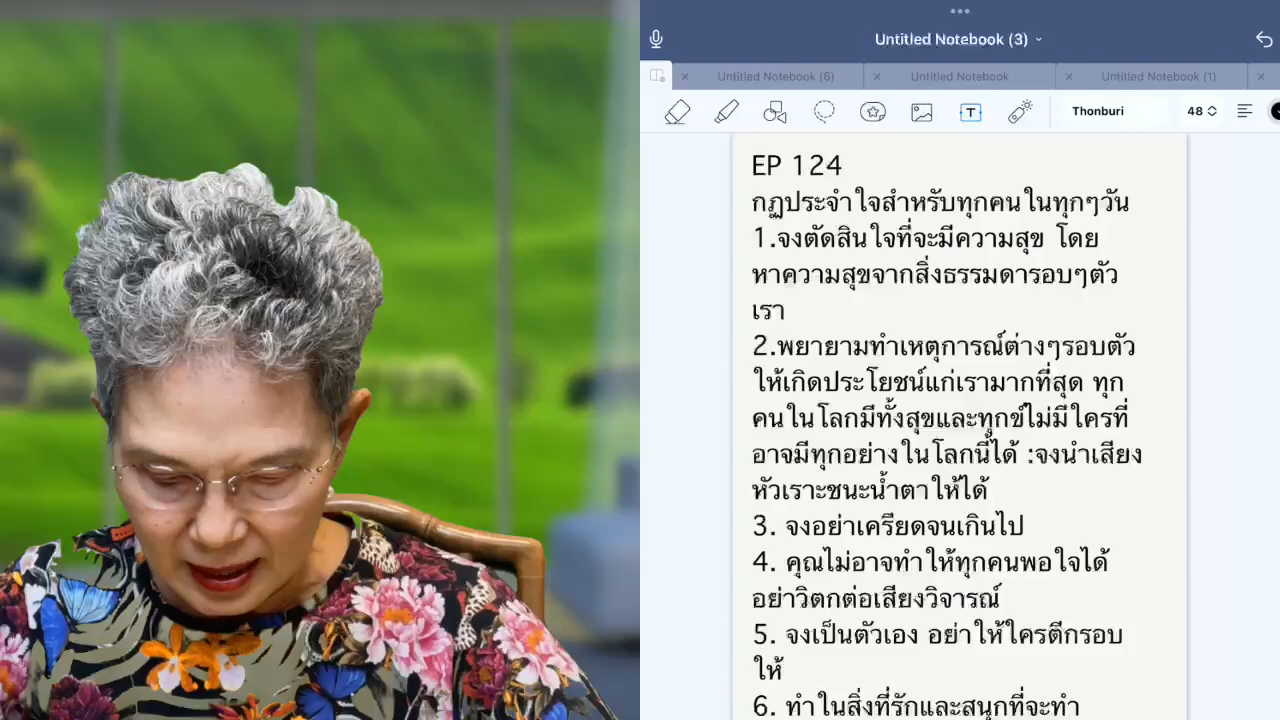 Untitled Notebook (3)
Untitled Notebook (6)
Untitled Notebook
Untitled Notebook (1)
Thonburi
48
EP 124
กฏประจำใจสำหรับทุกคนในทุกๆวัน
1.จงตัดสินใจที่จะมีความสุข โดย
หาความสุขจากสิ่งธรรมดารอบๆตัว
เรา
2.พยายามทำเหตุการณ์ต่างๆรอบตัว
ให้เกิดประโยชน์แก่เรามากที่สุด ทุก
คนในโลกมีทั้งสุขและทุกข์ไม่มีใครที่
อาจมีทุกอย่างในโลกนี้ได้ :จงนำเสียง
หัวเราะชนะน้ำตาให้ได้
3. จงอย่าเครียดจนเกินไป
4. คุณไม่อาจทำให้ทุกคนพอใจได้
อย่าวิตกต่อเสียงวิจารณ์
5. จงเป็นตัวเอง อย่าให้ใครตีกรอบ
ให้
6. ทำในสิ่งที่รักและสนุกที่จะทำ